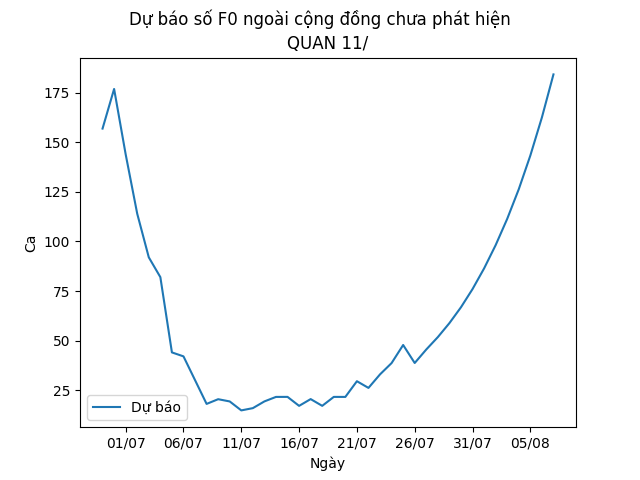 Dự báo số F0 ngoài cộng đồng chưa phát hiện
QUAN 11/
Ca
175
150
125
100
75
50
25
Dự báo
01/07 06/07 11/07 16/07 21/07 26/07 31/07 05/08
Ngày